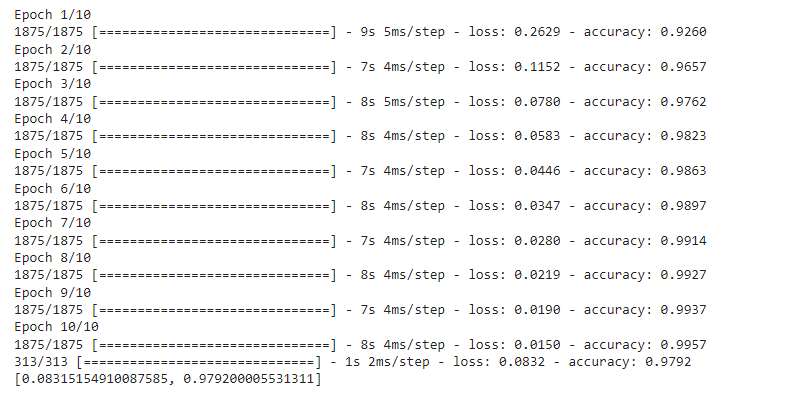 Epoch 1/10
1875/1875 [==============================] - 9s 5ms/step - loss: 0.2629 - accuracy: 0.9260
Epoch 2/10
1875/1875 [==============================] - 7s 4ms/step - loss: 0.1152 - accuracy: 0.9657
Epoch 3/10
1875/1875 [==============================] - 8s 5ms/step - loss: 0.0780 - accuracy: 0.9762
Epoch 4/10
1875/1875 [==============================] - 8s 4ms/step - loss: 0.0583 - accuracy: 0.9823
Epoch 5/10
1875/1875 [==============================] - 7s 4ms/step - loss: 0.0446 - accuracy: 0.9863
Epoch 6/10
1875/1875 [==============================] - 8s 4ms/step - loss: 0.0347 - accuracy: 0.9897
Epoch 7/10
1875/1875 [==============================] - 7s 4ms/step - loss: 0.0280 - accuracy: 0.9914
Epoch 8/10
1875/1875 [==============================] - 8s 4ms/step - loss: 0.0219 - accuracy: 0.9927
Epoch 9/10
1875/1875 [==============================] - 7s 4ms/step - loss: 0.0190 - accuracy: 0.9937
Epoch 10/10
1875/1875 [==============================] - 8s 4ms/step - loss: 0.0150 - accuracy: 0.9957
313/313 [==============================] - 1s 2ms/step - loss: 0.0832 - accuracy: 0.9792
[0.08315154910087585, 0.979200005531311]